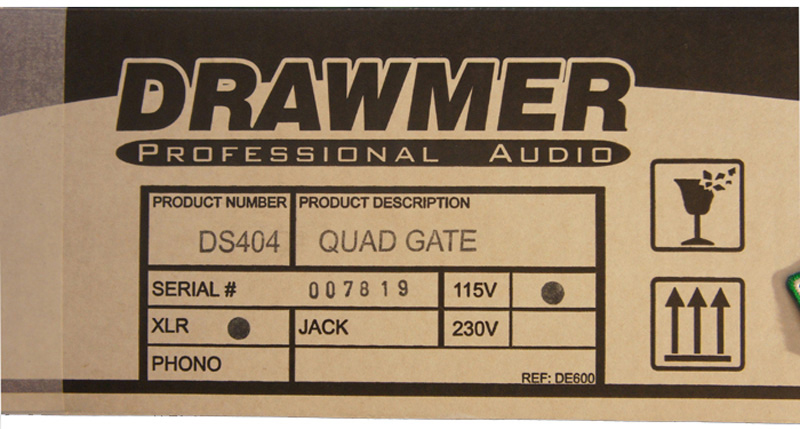 DRAWMER
PROFESSIONAL AUDIO
PRODUCT NUMBER PRODUCT DESCRIPTION
DS404 QUAD GATE
SERIAL # 007819 115V
XLR JACK 230V
PHONO
REF: DE600